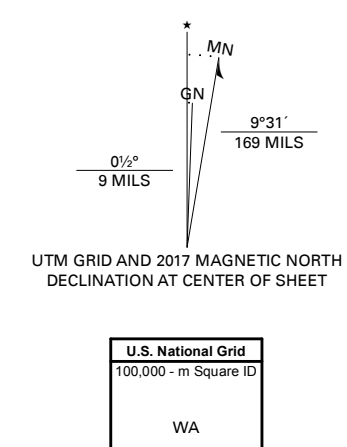 ★
MN
GN
9°31´
169 MILS
0½°
9 MILS
UTM GRID AND 2017 MAGNETIC NORTH
DECLINATION AT CENTER OF SHEET
U.S. National Grid
100,000 - m Square ID
WA